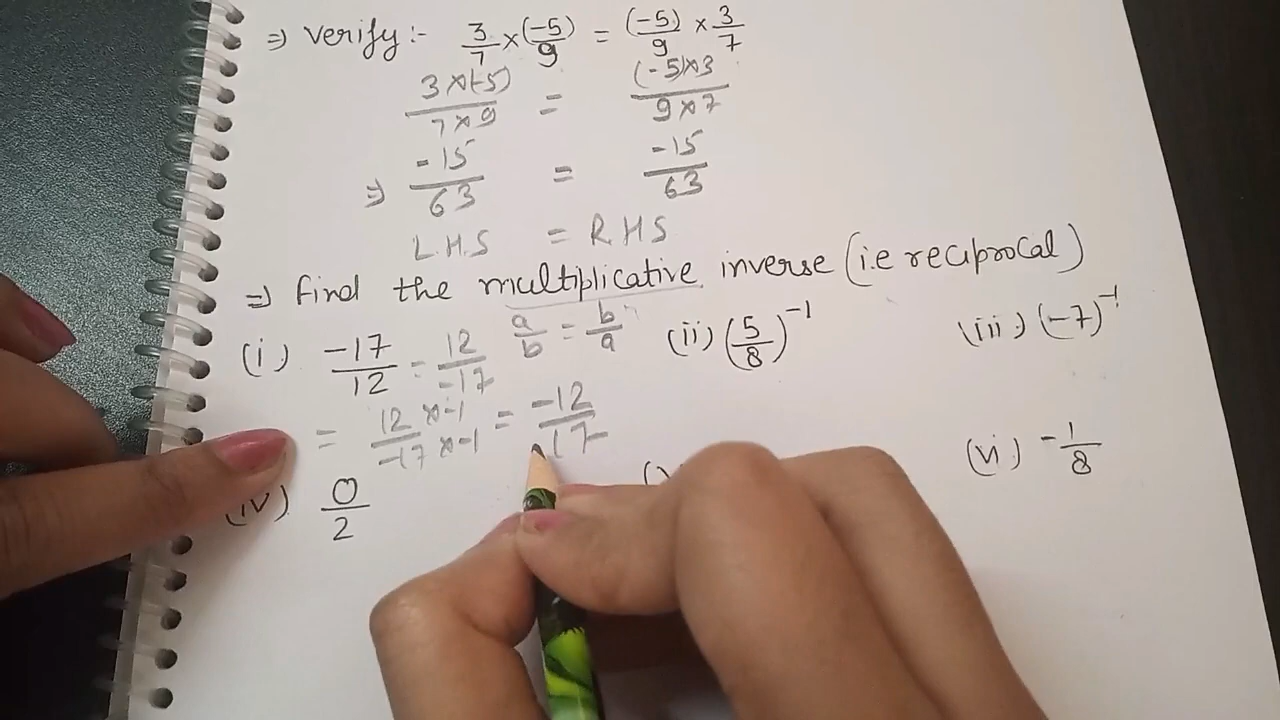 ⇒ Verify:- 3/7 × (-5)/9 = (-5)/9 × 3/7
3×(-5)/7×9 = (-5)×3/9×7
⇒ -15/63 = -15/63
L.H.S = RHS
⇒ find the multiplicative inverse (i.e reciprocal)
(i) -17/12 = 12/-17 a/b = b/a (ii) (5/8)⁻¹ (iii) (-7)⁻¹
= 12×-1/-17×-1 = -12/17
(iv) 0/2 (vi) -1/8